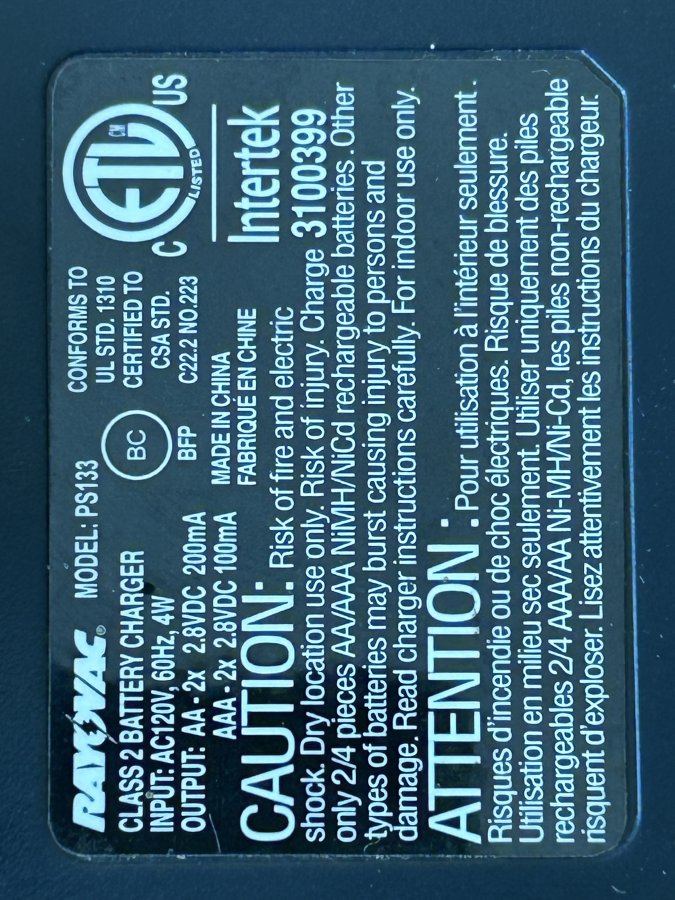 RAYOVAC® MODEL: PS133
CLASS 2 BATTERY CHARGER
INPUT: AC120V, 60Hz, 4W
OUTPUT: AA - 2x 2.8VDC 200mA
AAA - 2x 2.8VDC 100mA
BC
BFP
MADE IN CHINA
FABRIQUÉ EN CHINE
CONFORMS TO
UL STD. 1310
CERTIFIED TO
CSA STD.
C22.2 NO.223
C ETL CM US
LISTED
Intertek
3100399
CAUTION: Risk of fire and electric
shock. Dry location use only. Risk of injury. Charge
only 2/4 pieces AA/AAA NiMH/NiCd rechargeable batteries .Other
types of batteries may burst causing injury to persons and
damage. Read charger instructions carefully. For indoor use only.
ATTENTION : Pour utilisation à l'intérieur seulement .
Risques d'incendie ou de choc électriques. Risque de blessure.
Utilisation en milieu sec seulement. Utiliser uniquement des piles
rechargeables 2/4 AAA/AA Ni-MH/Ni-Cd, les piles non-rechargeable
risquent d'exploser. Lisez attentivement les instructions du chargeur.